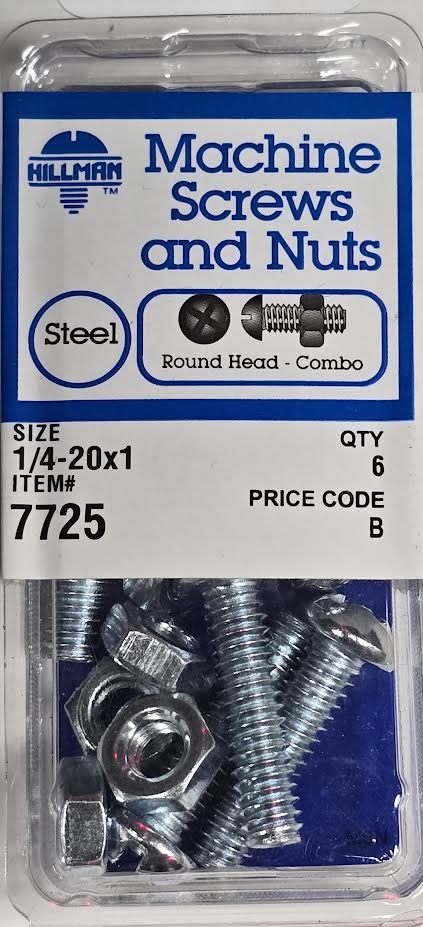 HILLMAN
TM
Machine
Screws
and Nuts
Steel
Round Head - Combo
SIZE
1/4-20x1
ITEM#
7725
QTY
6
PRICE CODE
B